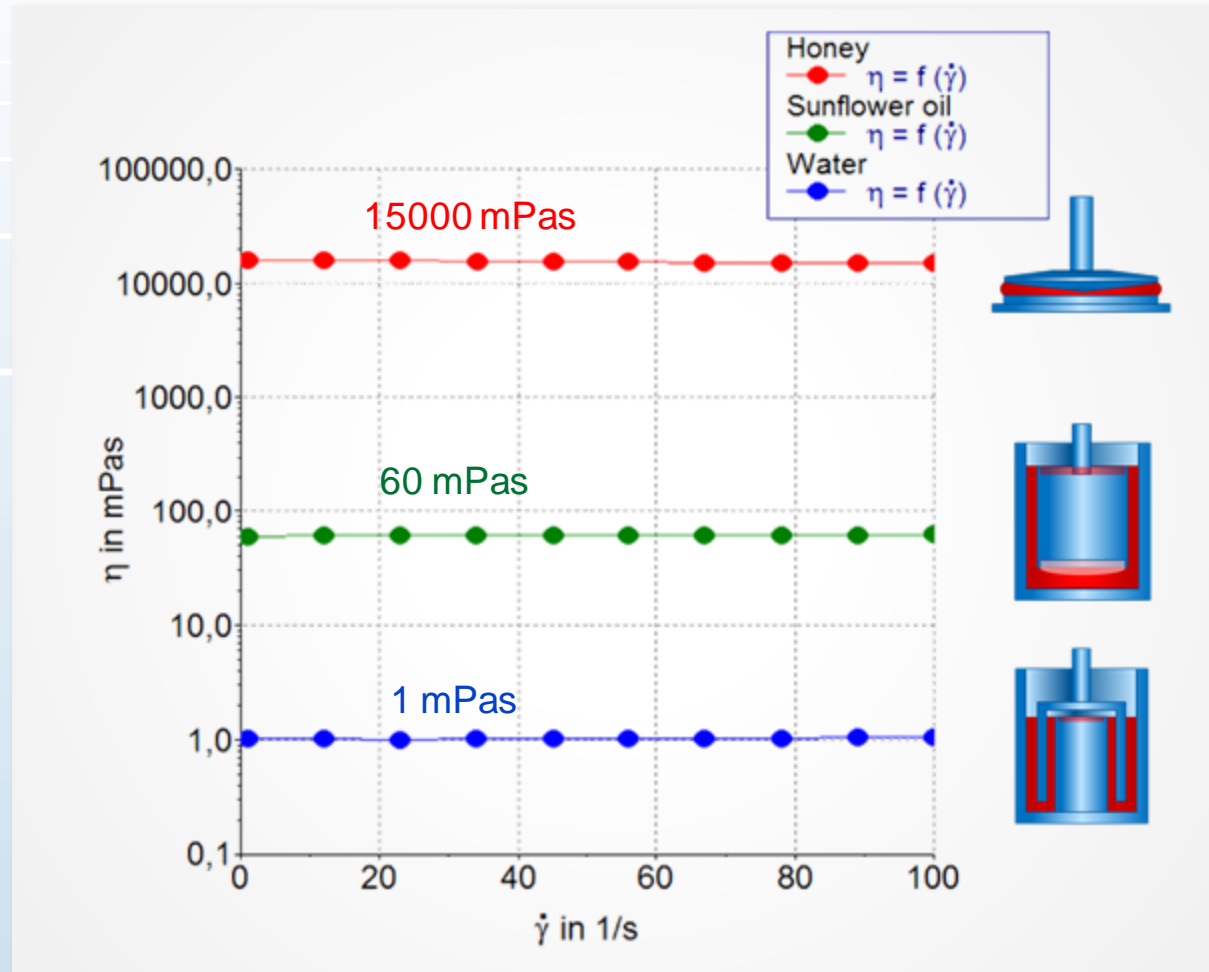 Honey
η = f (γ̇)
Sunflower oil
η = f (γ̇)
Water
η = f (γ̇)
100000,0
15000 mPas
10000,0
1000,0
60 mPas
100,0
η in mPas
10,0
1 mPas
1,0
0,1
0 20 40 60 80 100
γ̇ in 1/s